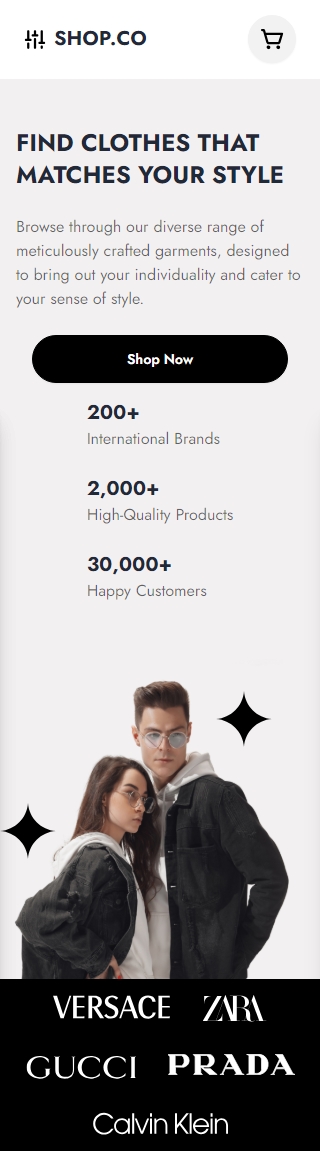 SHOP.CO
FIND CLOTHES THAT
MATCHES YOUR STYLE
Browse through our diverse range of
meticulously crafted garments, designed
to bring out your individuality and cater to
your sense of style.
Shop Now
200+
International Brands
2,000+
High-Quality Products
30,000+
Happy Customers
VERSACE ZARA
GUCCI PRADA
Calvin Klein